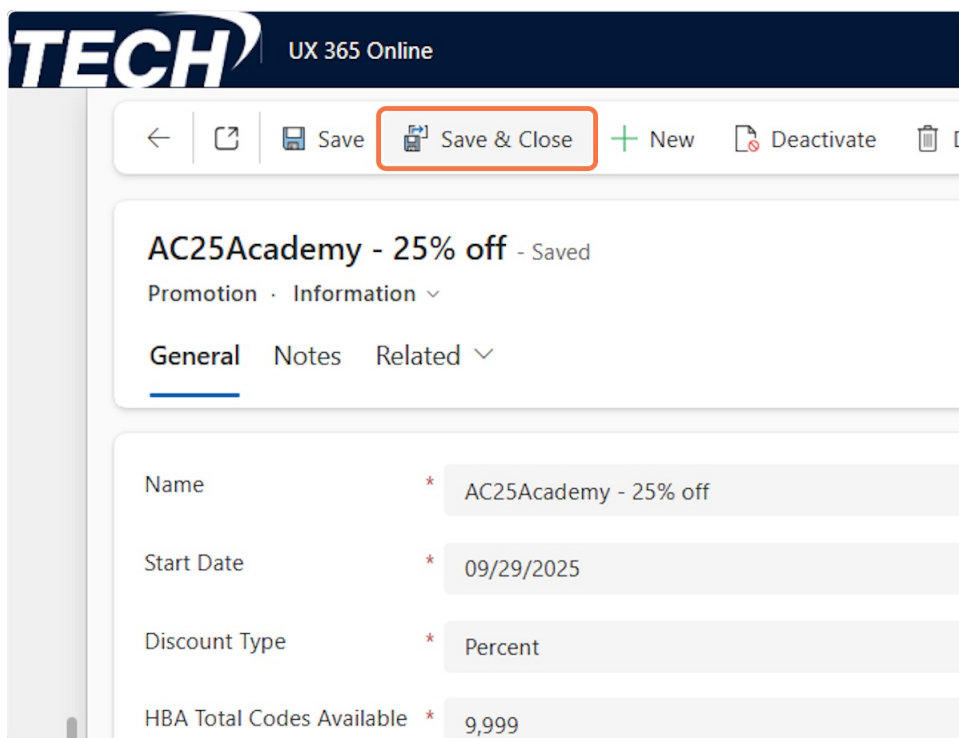 TECH
UX 365 Online
Save Save & Close New Deactivate
AC25Academy - 25% off - Saved
Promotion · Information
General Notes Related
Name * AC25Academy - 25% off
Start Date * 09/29/2025
Discount Type * Percent
HBA Total Codes Available * 9,999